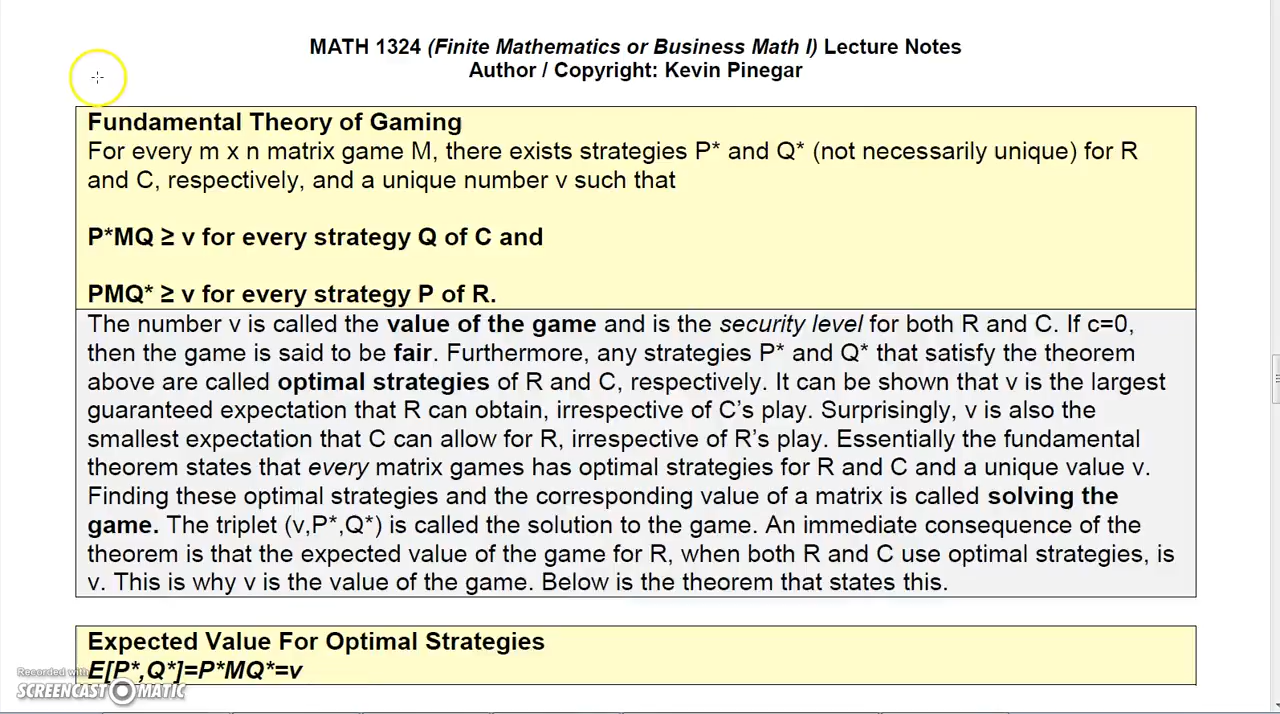 MATH 1324 (Finite Mathematics or Business Math I) Lecture Notes
Author / Copyright: Kevin Pinegar
Fundamental Theory of Gaming
For every m x n matrix game M, there exists strategies P* and Q* (not necessarily unique) for R
and C, respectively, and a unique number v such that
P*MQ ≥ v for every strategy Q of C and
PMQ* ≥ v for every strategy P of R.
The number v is called the value of the game and is the security level for both R and C. If c=0,
then the game is said to be fair. Furthermore, any strategies P* and Q* that satisfy the theorem
above are called optimal strategies of R and C, respectively. It can be shown that v is the largest
guaranteed expectation that R can obtain, irrespective of C's play. Surprisingly, v is also the
smallest expectation that C can allow for R, irrespective of R's play. Essentially the fundamental
theorem states that every matrix games has optimal strategies for R and C and a unique value v.
Finding these optimal strategies and the corresponding value of a matrix is called solving the
game. The triplet (v,P*,Q*) is called the solution to the game. An immediate consequence of the
theorem is that the expected value of the game for R, when both R and C use optimal strategies, is
v. This is why v is the value of the game. Below is the theorem that states this.
Expected Value For Optimal Strategies
E[P*,Q*]=P*MQ*=v
Recorded with
SCREENCAST MATIC